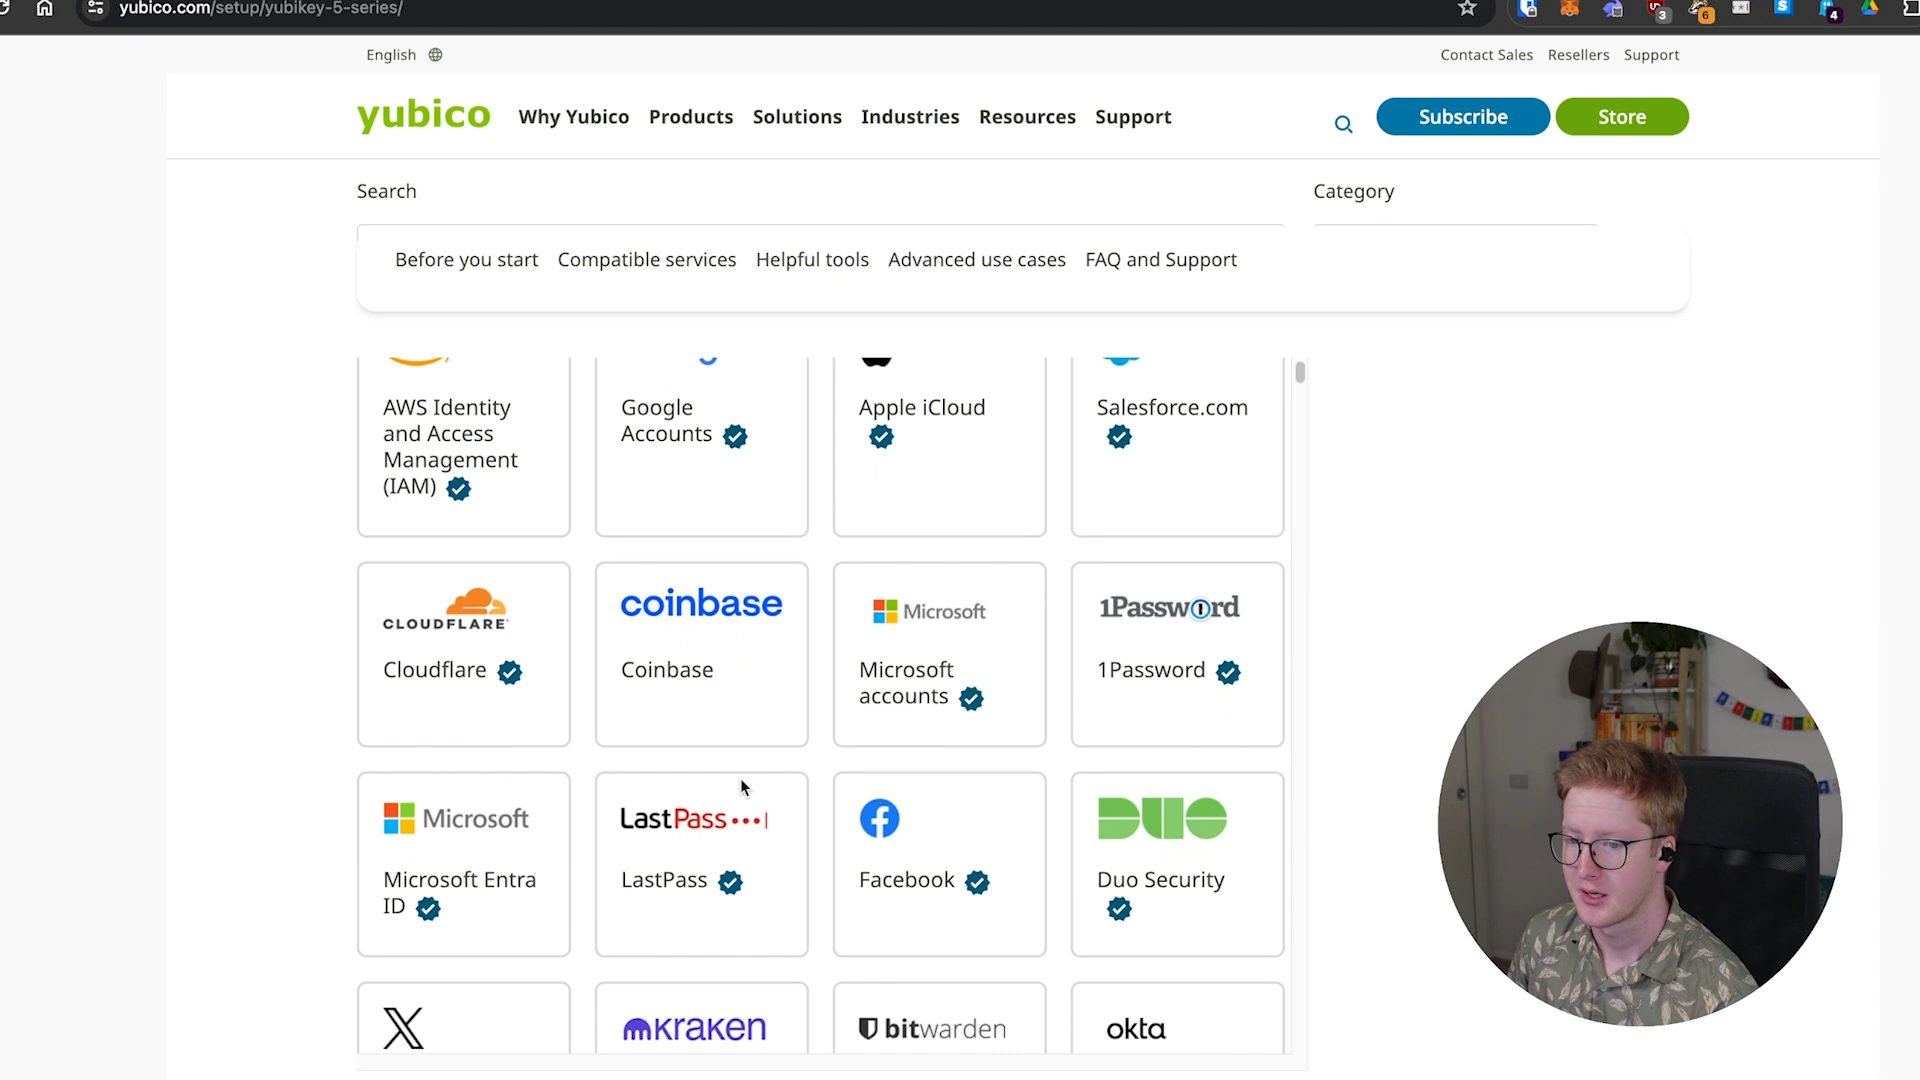 yubico.com/setup/yubikey-5-series/
3
6
S
4
English
Contact Sales Resellers Support
yubico Why Yubico Products Solutions Industries Resources Support Subscribe Store
Search Category
Before you start Compatible services Helpful tools Advanced use cases FAQ and Support
AWS Identity
and Access
Management
(IAM)
Google
Accounts
Apple iCloud
Salesforce.com
CLOUDFLARE
Cloudflare
coinbase
Coinbase
Microsoft
Microsoft
accounts
1Password
1Password
Microsoft
Microsoft Entra
ID
LastPass
LastPass
Facebook
DUO
Duo Security
X
KRAKEN
bitwarden
okta